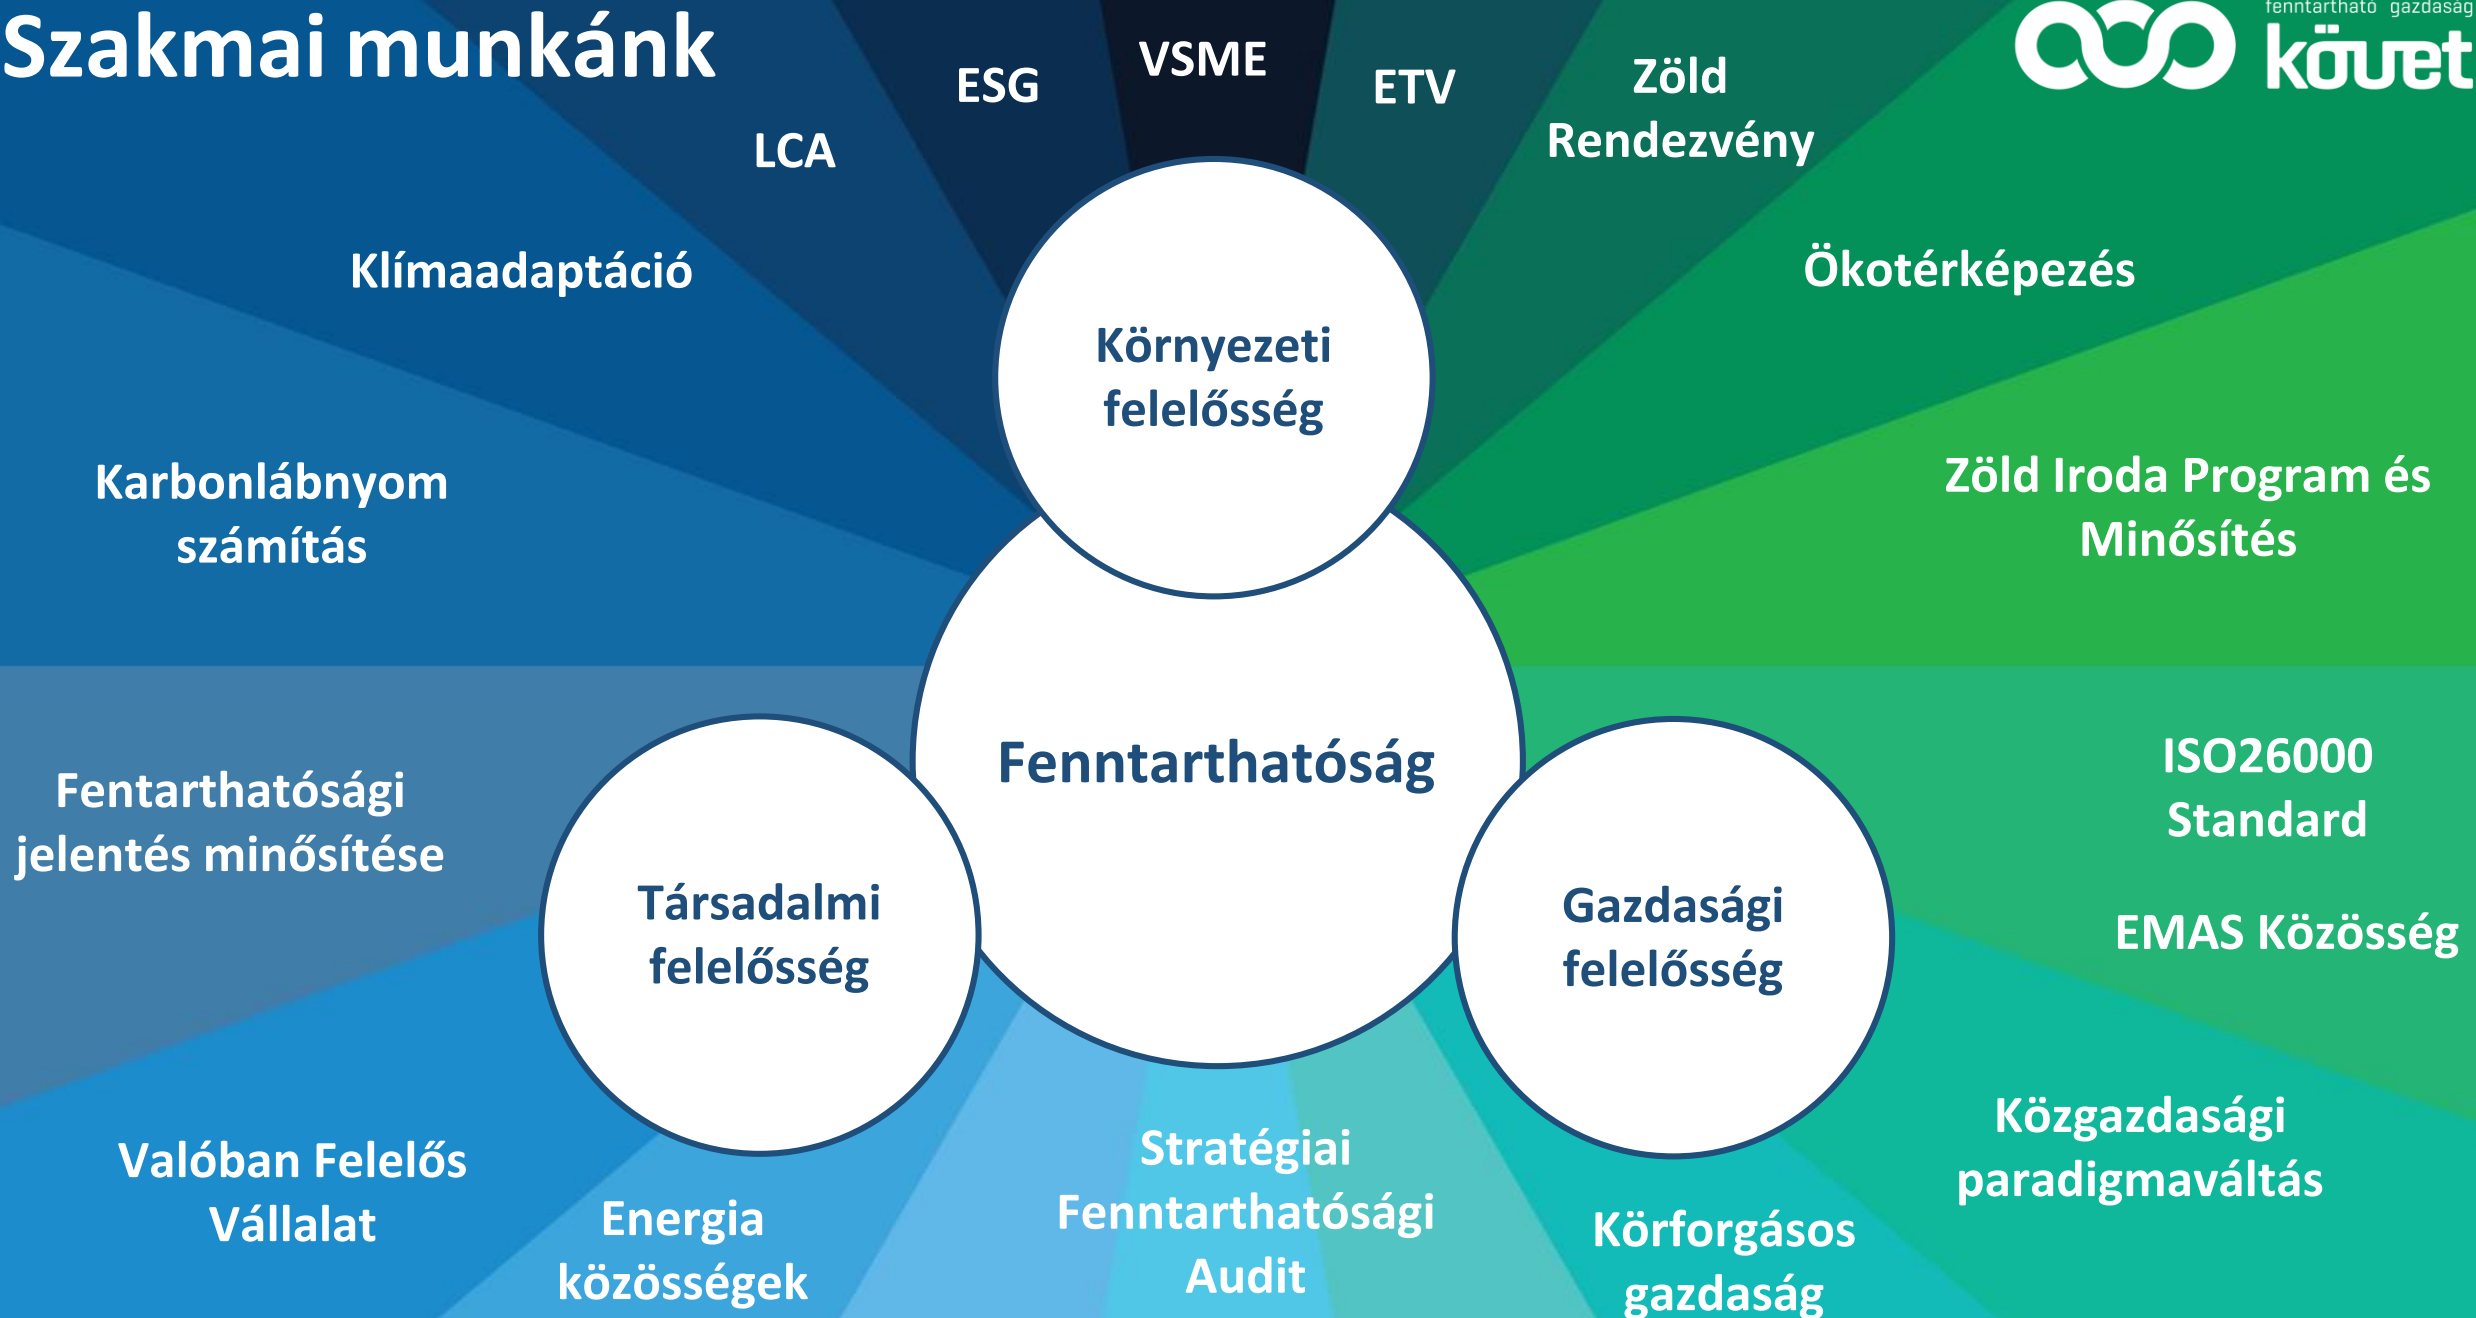 Szakmai munkánk
fenntartható gazdaság
követ
VSME
ESG
ETV
Zöld
Rendezvény
LCA
Klímaadaptáció
Ökotérképezés
Környezeti
felelősség
Karbonlábnyom
számítás
Zöld Iroda Program és
Minősítés
Fenntarthatóság
Fentarthatósági
jelentés minősítése
ISO26000
Standard
Társadalmi
felelősség
Gazdasági
felelősség
EMAS Közösség
Valóban Felelős
Vállalat
Energia
közösségek
Stratégiai
Fenntarthatósági
Audit
Körforgásos
gazdaság
Közgazdasági
paradigmaváltás